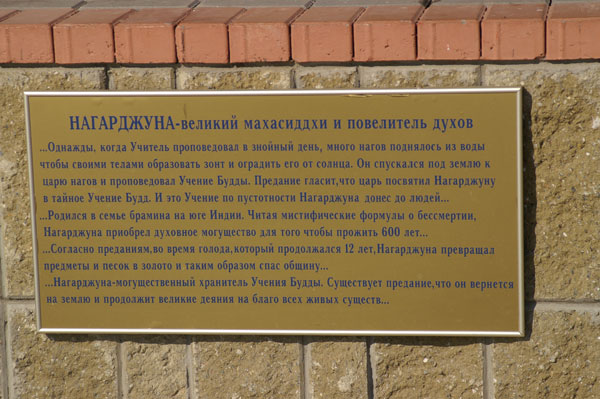 НАГАРДЖУНА-великий махасиддхи и повелитель духов
...Однажды, когда Учитель проповедовал в знойный день, много нагов поднялось из воды
чтобы своими телами образовать зонт и оградить его от солнца. Он спускался под землю к
царю нагов и проповедовал Учение Будды. Предание гласит,что царь посвятил Нагарджуну
в тайное Учение Будд. И это Учение по пустотности Нагарджуна донес до людей...
...Родился в семье брамина на юге Индии. Читая мистифические формулы о бессмертии,
Нагарджуна приобрел духовное могущество для того чтобы прожить 600 лет...
...Согласно преданиям,во время голода,который продолжался 12 лет,Нагарджуна превращал
предметы и песок в золото и таким образом спас общину...
...Нагарджуна-могущественный хранитель Учения Будды. Существует предание,что он вернется
на землю и продолжит великие деяния на благо всех живых существ...